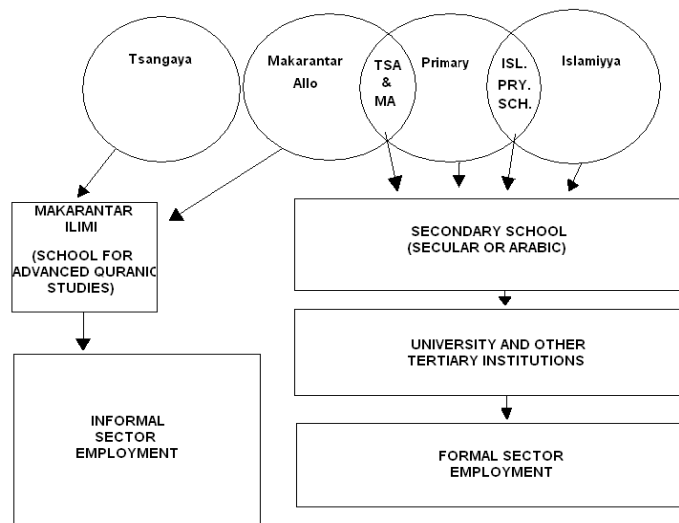 Tsangaya
Makarantar
Allo
TSA
&
MA
Primary
ISL.
PRY.
SCH.
Islamiyya
MAKARANTAR
ILIMI
(SCHOOL FOR
ADVANCED QURANIC
STUDIES)
SECONDARY SCHOOL
(SECULAR OR ARABIC)
UNIVERSITY AND OTHER
TERTIARY INSTITUTIONS
INFORMAL
SECTOR
EMPLOYMENT
FORMAL SECTOR
EMPLOYMENT